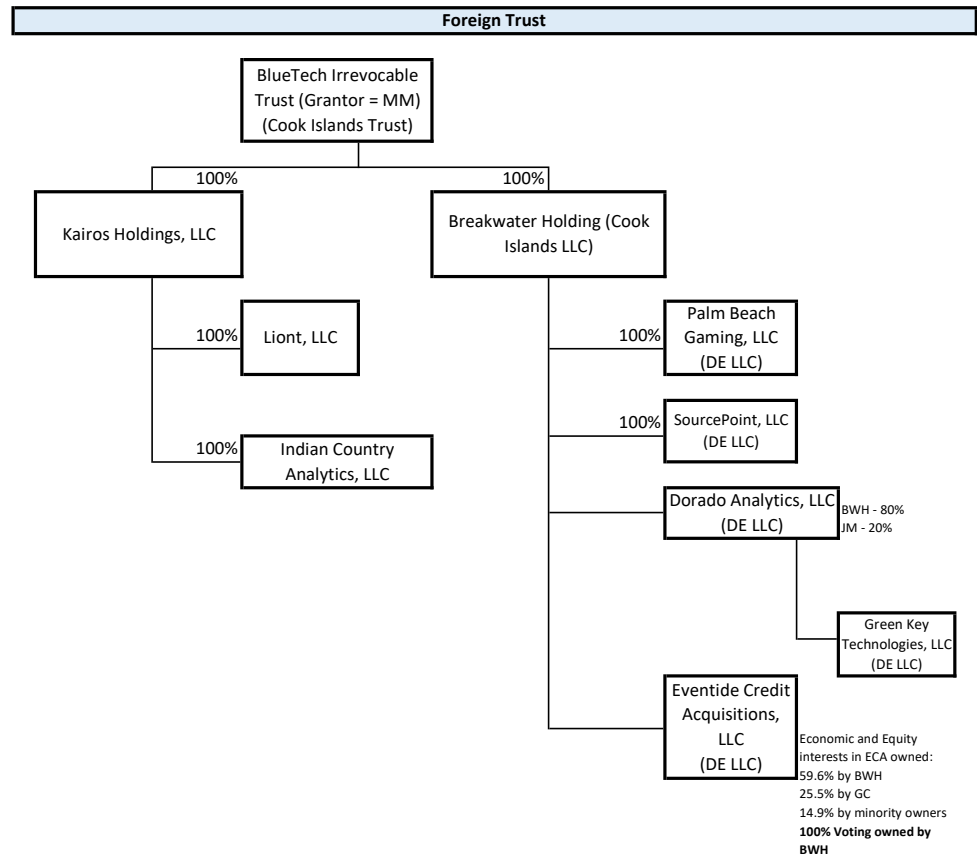 Foreign Trust
BlueTech Irrevocable
Trust (Grantor = MM)
(Cook Islands Trust)
100%
100%
Kairos Holdings, LLC
Breakwater Holding (Cook
Islands LLC)
100%
Liont, LLC
100%
Palm Beach
Gaming, LLC
(DE LLC)
100%
SourcePoint, LLC
(DE LLC)
100%
Indian Country
Analytics, LLC
Dorado Analytics, LLC
(DE LLC)
BWH - 80%
JM - 20%
Green Key
Technologies, LLC
(DE LLC)
Eventide Credit
Acquisitions,
LLC
(DE LLC)
Economic and Equity
interests in ECA owned:
59.6% by BWH
25.5% by GC
14.9% by minority owners
100% Voting owned by
BWH